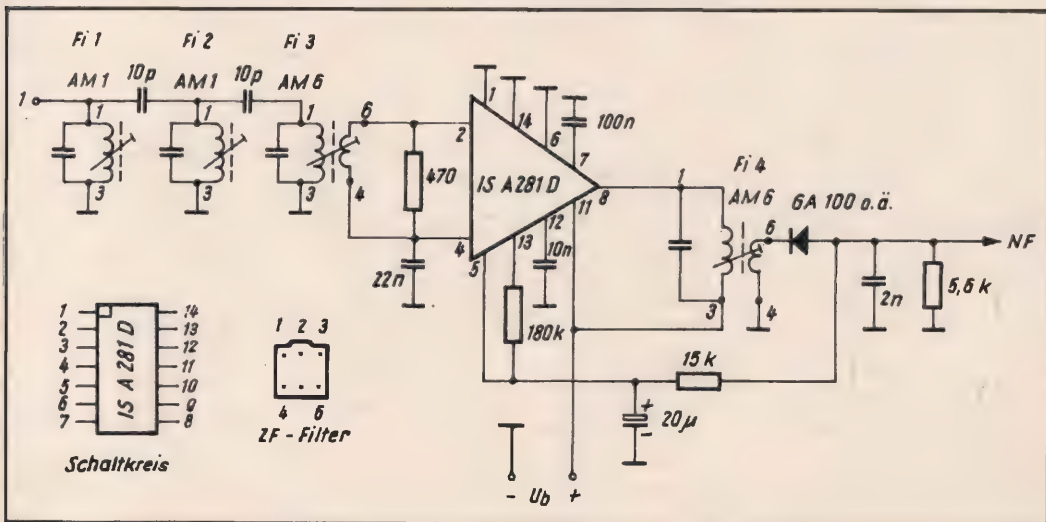 Fi 1 Fi 2 Fi 3
AM 1 10p AM 1 10p AM 6
1 1 1 1
3 3 3
6
4
470
22n
2
4
5
1
14
6
7
100n
IS A 281 D
8
11
12
13
10n
180k
Fi 4
AM 6
1
3
6
4
GA 100 o.ä.
NF
2n
5,6 k
15 k
+
-
20µ
- Ub +
1 14
2 13
3 12
4 11
5 10
6 9
7 8
IS A 281 D
Schaltkreis
1 2 3
4 6
ZF - Filter